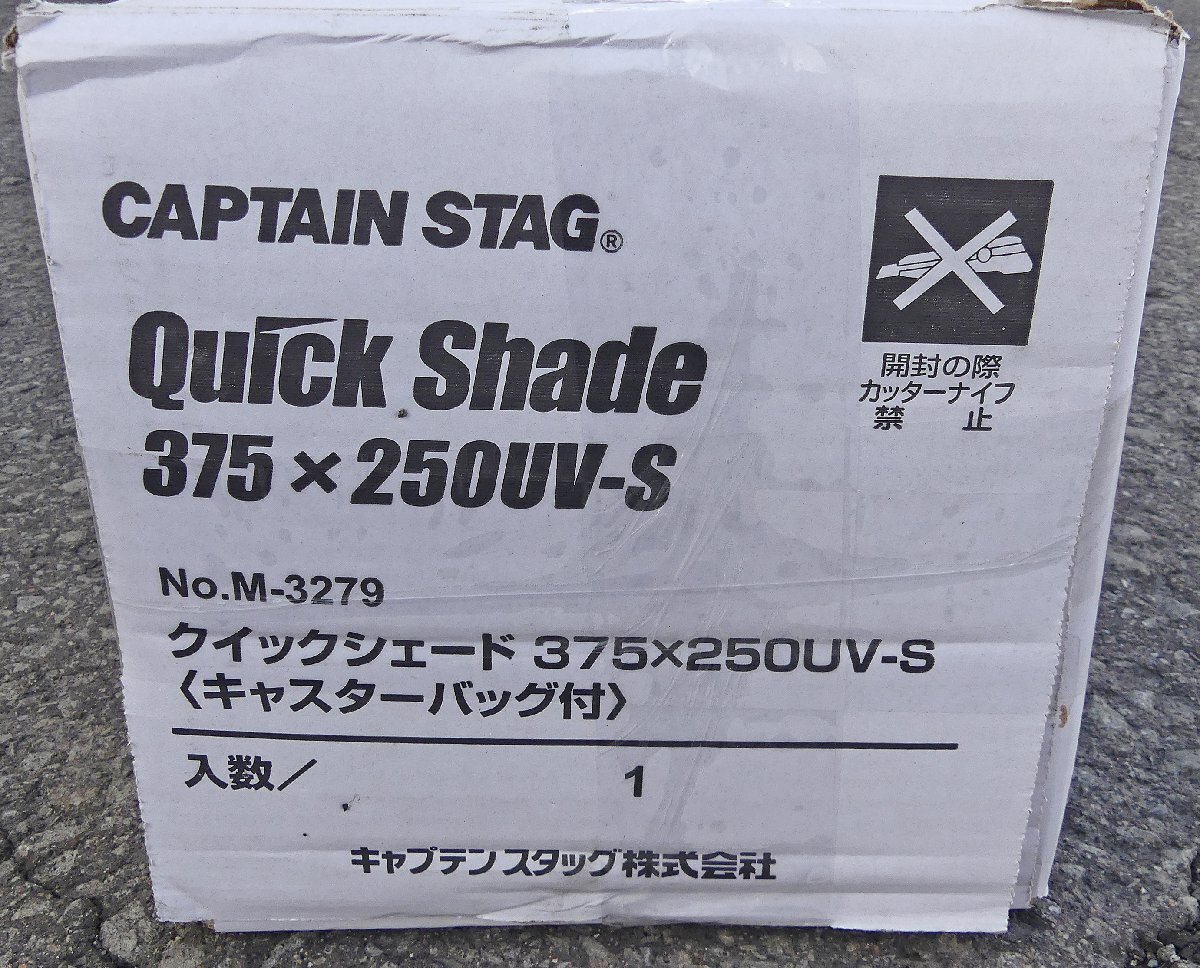 CAPTAIN STAG®
Quick Shade
375×250UV-S
開封の際
カッターナイフ
禁 止
No.M-3279
クイックシェード 375×250UV-S
〈キャスターバッグ付〉
入数／ 1
キャプテンスタッグ株式会社